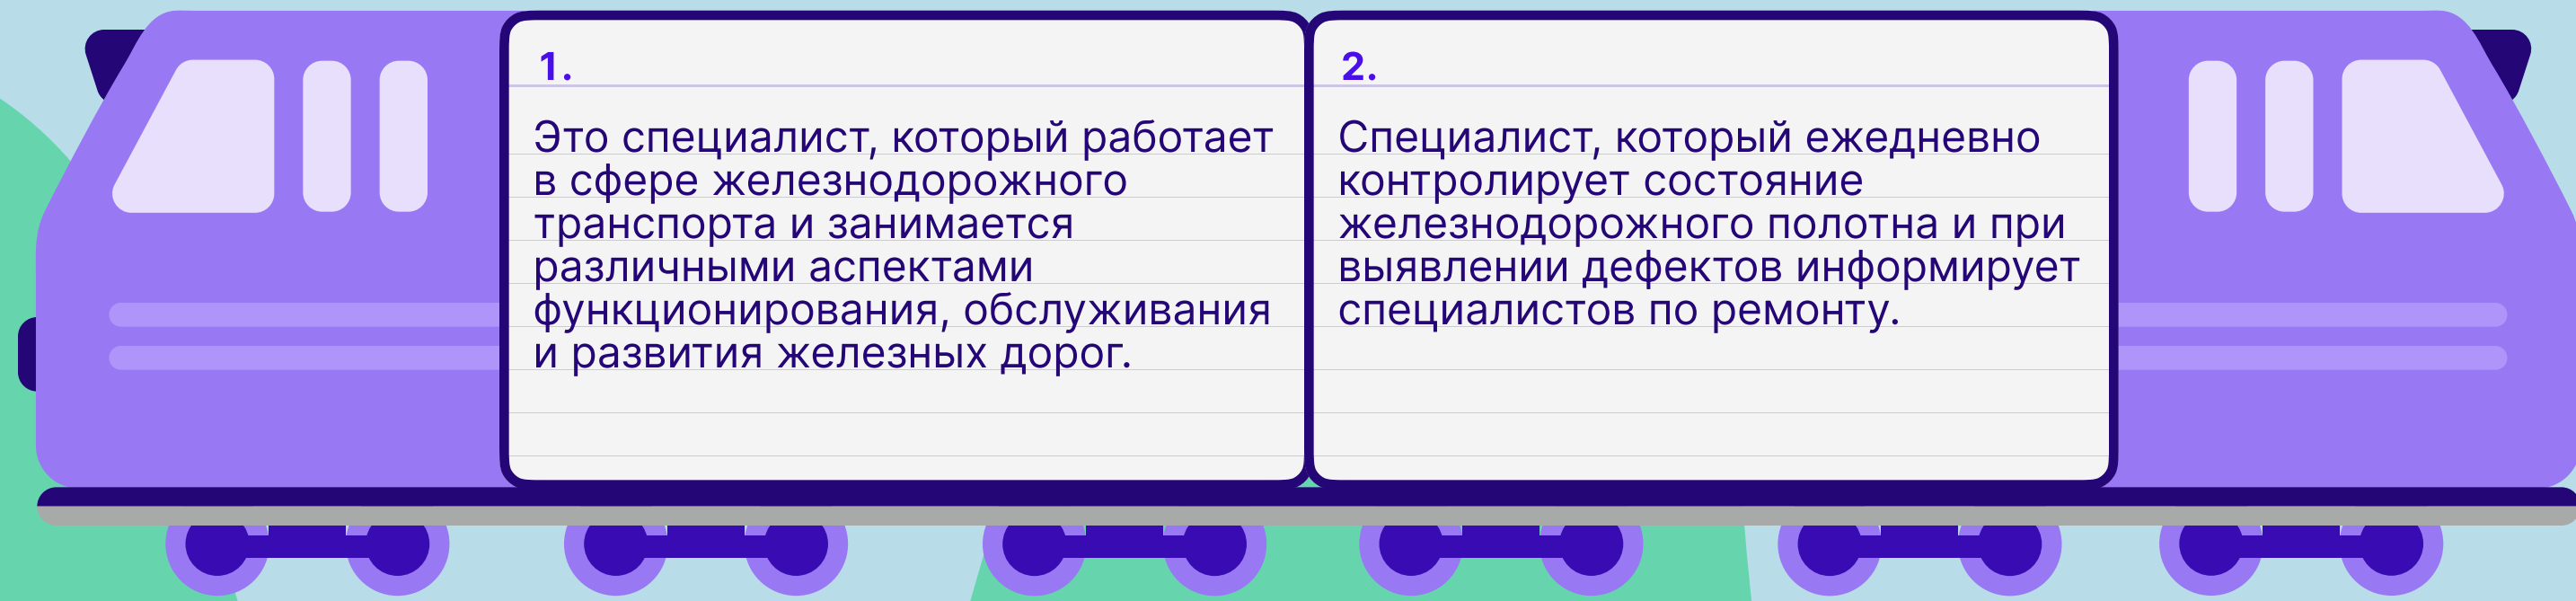 1.
Это специалист, который работает
в сфере железнодорожного
транспорта и занимается
различными аспектами
функционирования, обслуживания
и развития железных дорог.
2.
Специалист, который ежедневно
контролирует состояние
железнодорожного полотна и при
выявлении дефектов информирует
специалистов по ремонту.